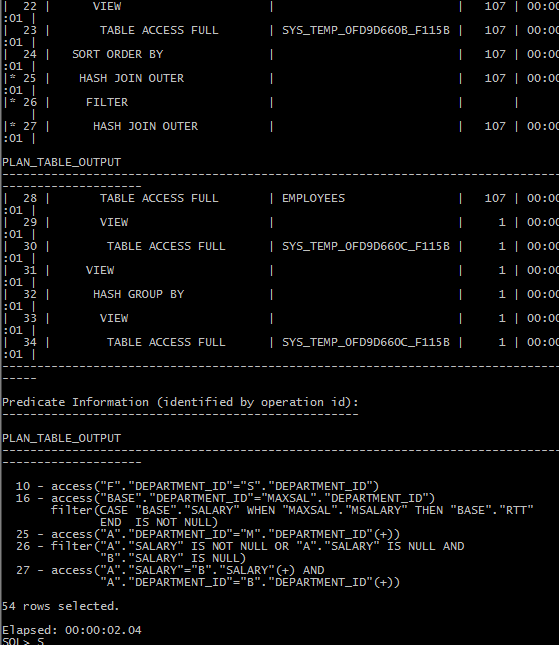 |  22 |      VIEW                     |                             |   107 | 00:00
:01 |
|  23 |       TABLE ACCESS FULL       | SYS_TEMP_0FD9D660B_F115B |   107 | 00:00
:01 |
|  24 |   SORT ORDER BY               |                             |   107 | 00:00
:01 |
|* 25 |    HASH JOIN OUTER            |                             |   107 | 00:00
:01 |
|* 26 |     FILTER                    |                             |       |
    |
|* 27 |      HASH JOIN OUTER          |                             |   107 | 00:00
:01 |
PLAN_TABLE_OUTPUT
--------------------------------------------------------------------------------
--------------------
|  28 |       TABLE ACCESS FULL       | EMPLOYEES                   |   107 | 00:00
:01 |
|  29 |       VIEW                    |                             |     1 | 00:00
:01 |
|  30 |        TABLE ACCESS FULL      | SYS_TEMP_0FD9D660C_F115B |     1 | 00:00
:01 |
|  31 |     VIEW                      |                             |     1 | 00:00
:01 |
|  32 |      HASH GROUP BY            |                             |     1 | 00:00
:01 |
|  33 |       VIEW                    |                             |     1 | 00:00
:01 |
|  34 |        TABLE ACCESS FULL      | SYS_TEMP_0FD9D660C_F115B |     1 | 00:00
:01 |
--------------------------------------------------------------------------------
-----
Predicate Information (identified by operation id):
---------------------------------------------------
PLAN_TABLE_OUTPUT
--------------------------------------------------------------------------------
--------------------
  10 - access("F"."DEPARTMENT_ID"="S"."DEPARTMENT_ID")
  16 - access("BASE"."DEPARTMENT_ID"="MAXSAL"."DEPARTMENT_ID")
       filter(CASE "BASE"."SALARY" WHEN "MAXSAL"."MSALARY" THEN "BASE"."RTT"
              END  IS NOT NULL)
  25 - access("A"."DEPARTMENT_ID"="M"."DEPARTMENT_ID"(+))
  26 - filter("A"."SALARY" IS NOT NULL OR "A"."SALARY" IS NULL AND
              "B"."SALARY" IS NULL)
  27 - access("A"."SALARY"="B"."SALARY"(+) AND
              "A"."DEPARTMENT_ID"="B"."DEPARTMENT_ID"(+))
54 rows selected.
Elapsed: 00:00:02.04
SQL> S